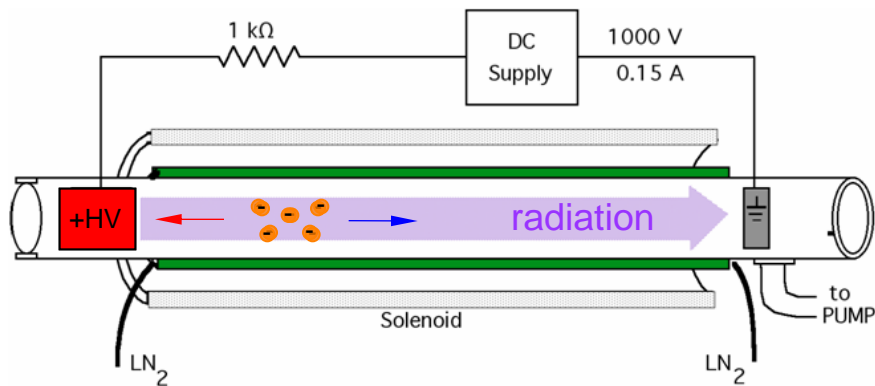 1 kΩ
DC
Supply
1000 V
0.15 A
+HV
- - - - -
radiation
Solenoid
to
PUMP
LN2
LN2